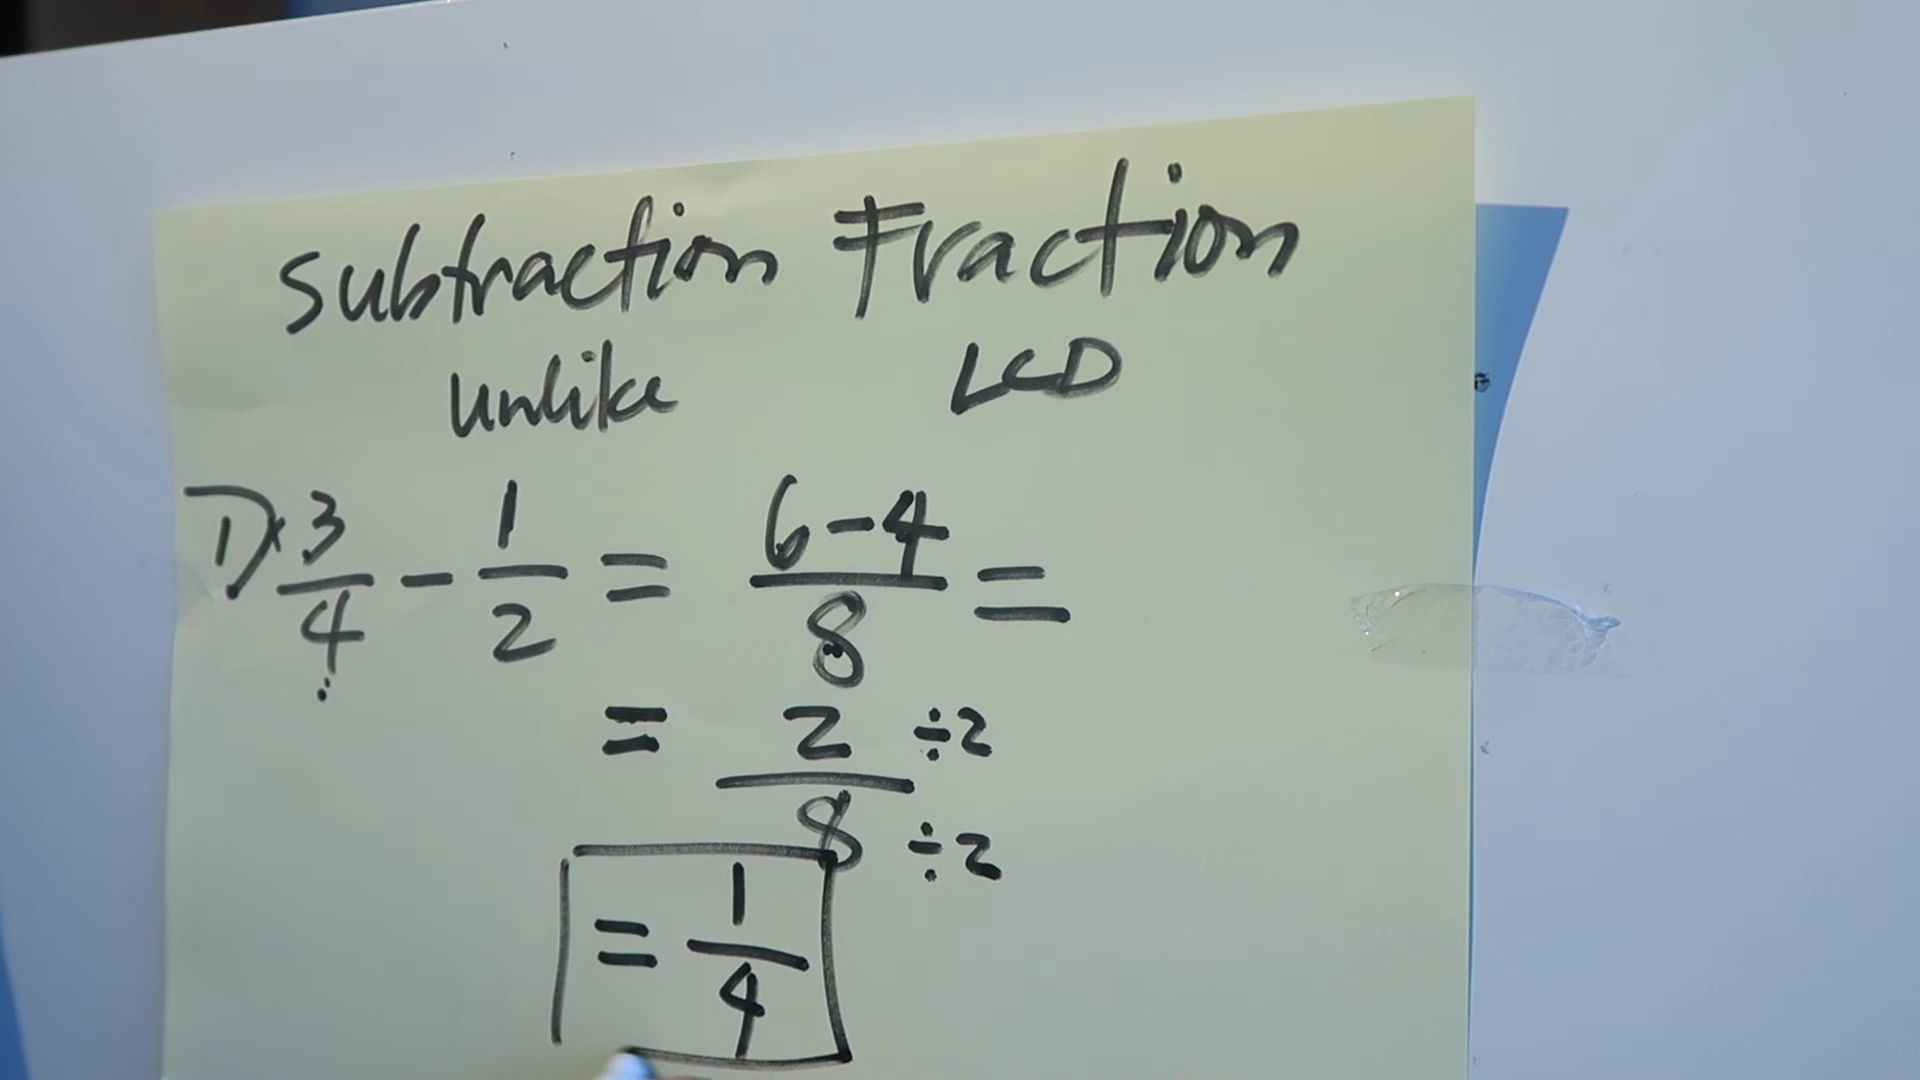 Subtraction Fraction
unlike LCD
1) 3/4 - 1/2 = 6-4/8 =
= 2/8 ÷2 ÷2
= 1/4